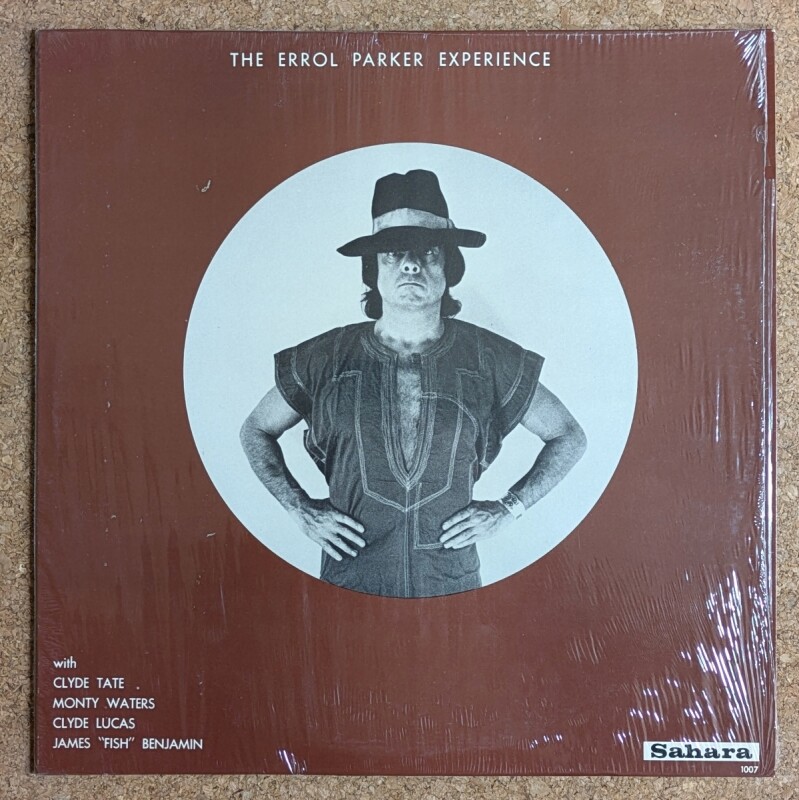 THE ERROL PARKER EXPERIENCE
with
CLYDE TATE
MONTY WATERS
CLYDE LUCAS
JAMES "FISH" BENJAMIN
Sahara
1007